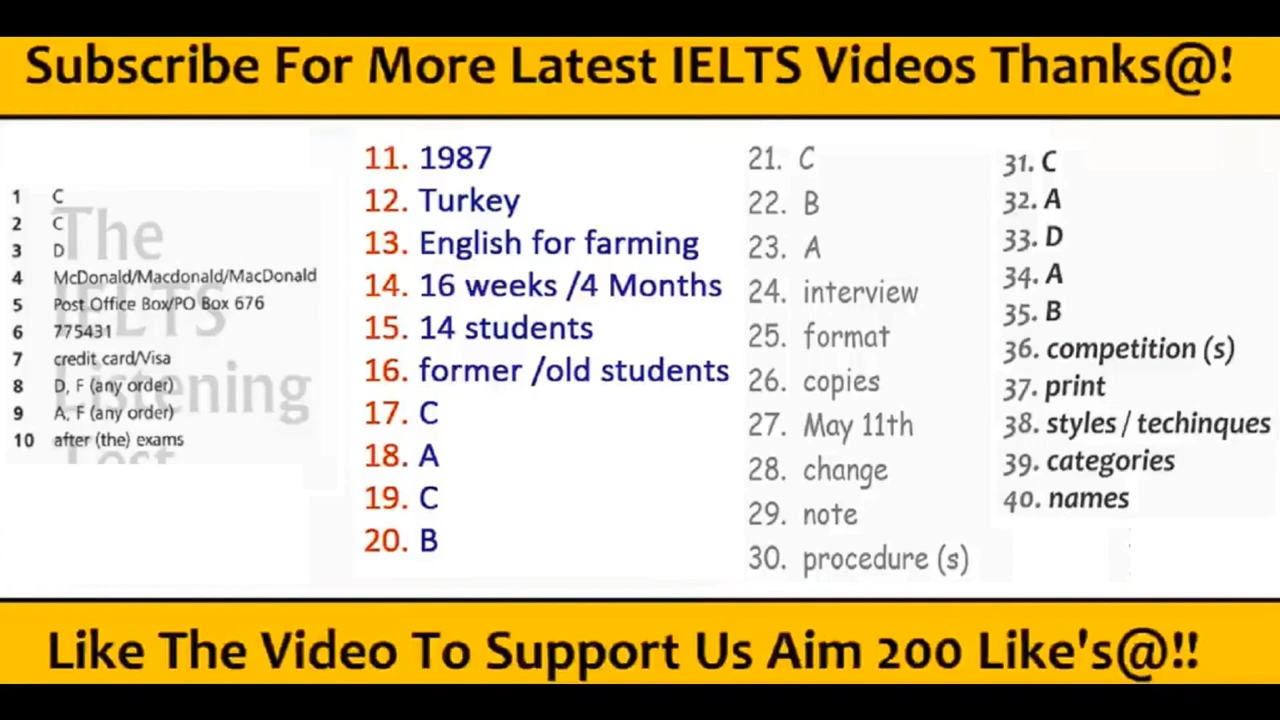 Subscribe For More Latest IELTS Videos Thanks@!
1 C
2 C
3 D
4 McDonald/Macdonald/MacDonald
5 Post Office Box/PO Box 676
6 775431
7 credit card/Visa
8 D, F (any order)
9 A, F (any order)
10 after (the) exams
The
IELTS
Listening
Test
11. 1987
12. Turkey
13. English for farming
14. 16 weeks /4 Months
15. 14 students
16. former /old students
17. C
18. A
19. C
20. B
21. C
22. B
23. A
24. interview
25. format
26. copies
27. May 11th
28. change
29. note
30. procedure (s)
31. C
32. A
33. D
34. A
35. B
36. competition (s)
37. print
38. styles / techinques
39. categories
40. names
Like The Video To Support Us Aim 200 Like's@!!